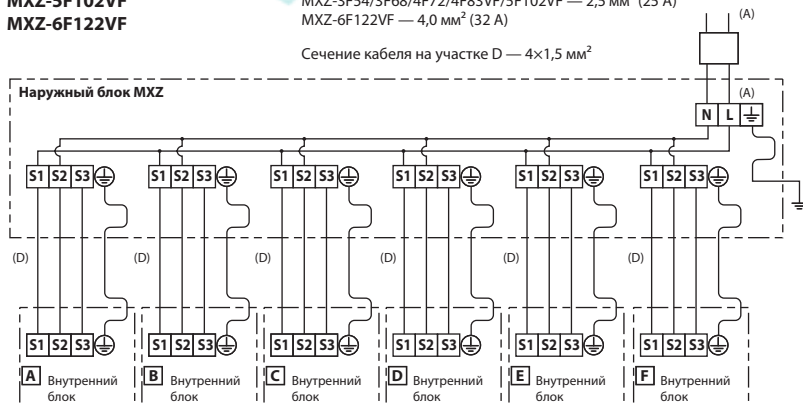 MXZ-5F102VF
MXZ-3F54/3F68/4F72/4F83VF/5F102VF — 2,5 мм² (25 А)
MXZ-6F122VF
MXZ-6F122VF — 4,0 мм² (32 А)
(A)
Сечение кабеля на участке D — 4×1,5 мм²
Наружный блок MXZ
(A)
N L
S1 S2 S3 S1 S2 S3 S1 S2 S3 S1 S2 S3 S1 S2 S3 S1 S2 S3
(D) (D) (D) (D) (D) (D)
S1 S2 S3 S1 S2 S3 S1 S2 S3 S1 S2 S3 S1 S2 S3 S1 S2 S3
A Внутренний B Внутренний C Внутренний D Внутренний E Внутренний F Внутренний
блок блок блок блок блок блок